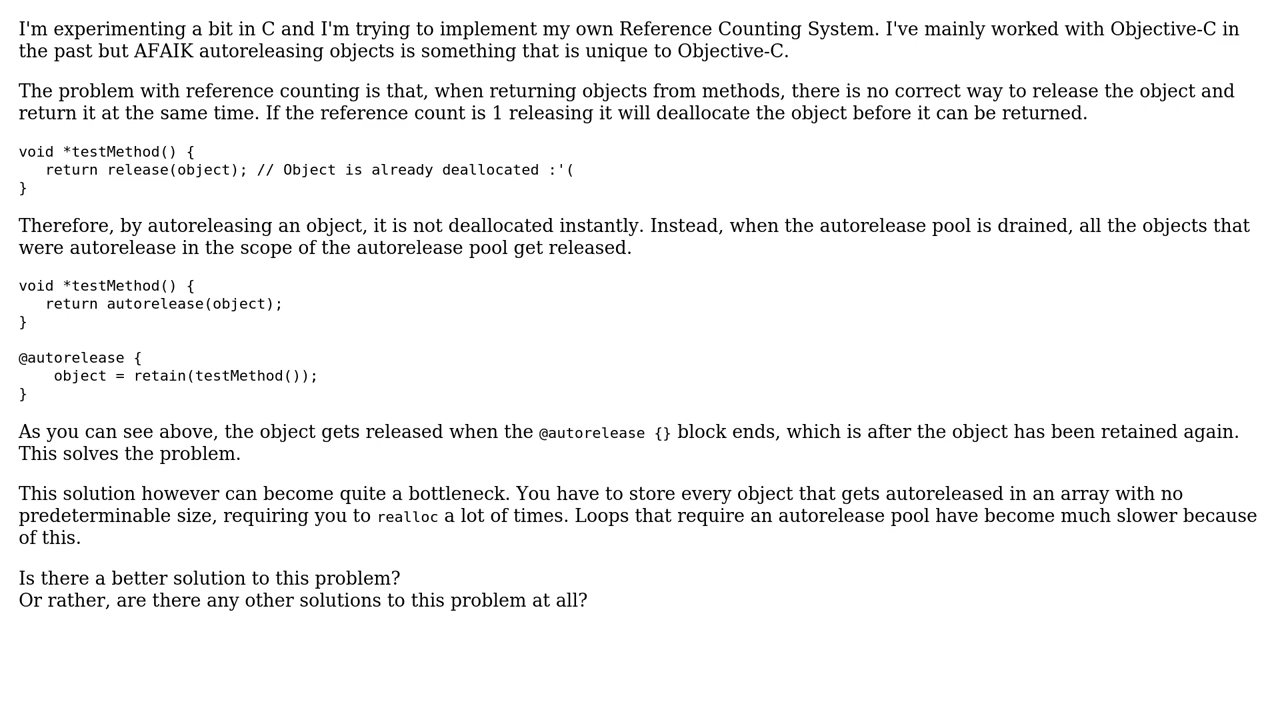 I'm experimenting a bit in C and I'm trying to implement my own Reference Counting System. I've mainly worked with Objective-C in
the past but AFAIK autoreleasing objects is something that is unique to Objective-C.
The problem with reference counting is that, when returning objects from methods, there is no correct way to release the object and
return it at the same time. If the reference count is 1 releasing it will deallocate the object before it can be returned.
void *testMethod() {
   return release(object); // Object is already deallocated :'(
}
Therefore, by autoreleasing an object, it is not deallocated instantly. Instead, when the autorelease pool is drained, all the objects that
were autorelease in the scope of the autorelease pool get released.
void *testMethod() {
   return autorelease(object);
}
@autorelease {
    object = retain(testMethod());
}
As you can see above, the object gets released when the @autorelease {} block ends, which is after the object has been retained again.
This solves the problem.
This solution however can become quite a bottleneck. You have to store every object that gets autoreleased in an array with no
predeterminable size, requiring you to realloc a lot of times. Loops that require an autorelease pool have become much slower because
of this.
Is there a better solution to this problem?
Or rather, are there any other solutions to this problem at all?